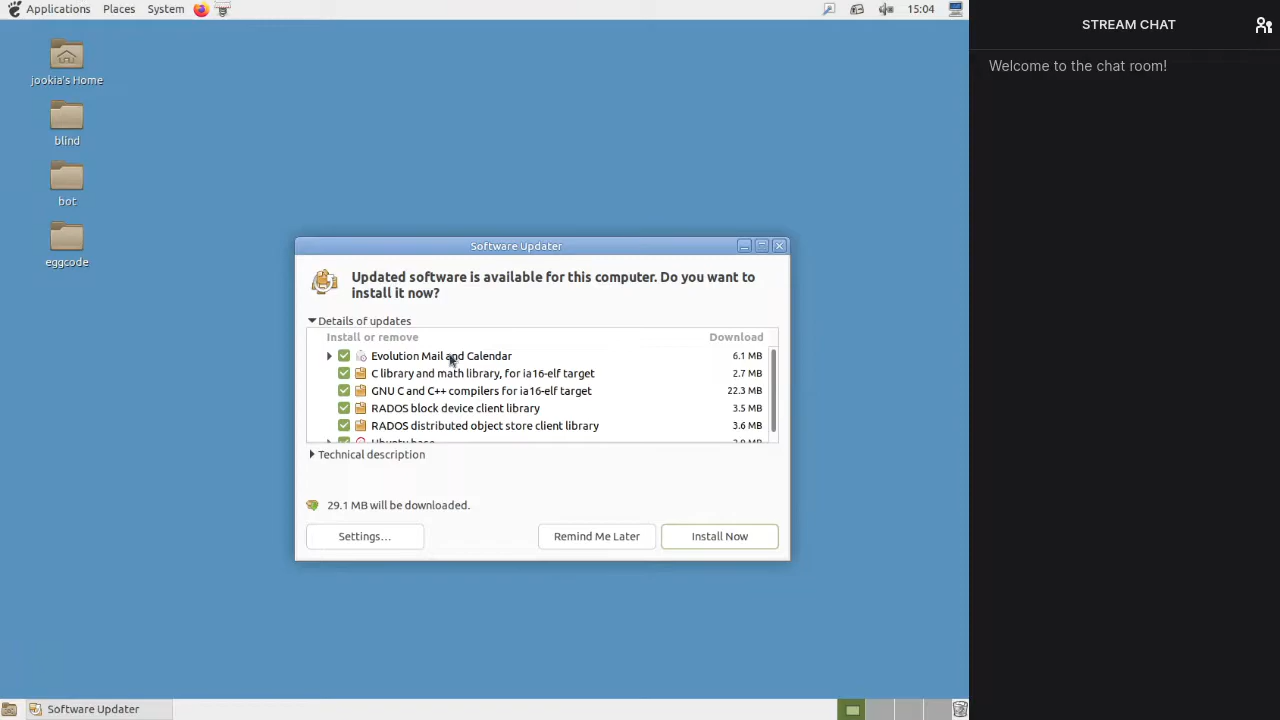 Applications Places System 15:04
STREAM CHAT
Welcome to the chat room!
jookia's Home
blind
bot
eggcode
Software Updater
Updated software is available for this computer. Do you want to
install it now?
Details of updates
Install or remove Download
Evolution Mail and Calendar 6.1 MB
C library and math library, for ia16-elf target 2.7 MB
GNU C and C++ compilers for ia16-elf target 22.3 MB
RADOS block device client library 3.5 MB
RADOS distributed object store client library 3.6 MB
Ubuntu base
Technical description
29.1 MB will be downloaded.
Settings... Remind Me Later Install Now
Software Updater